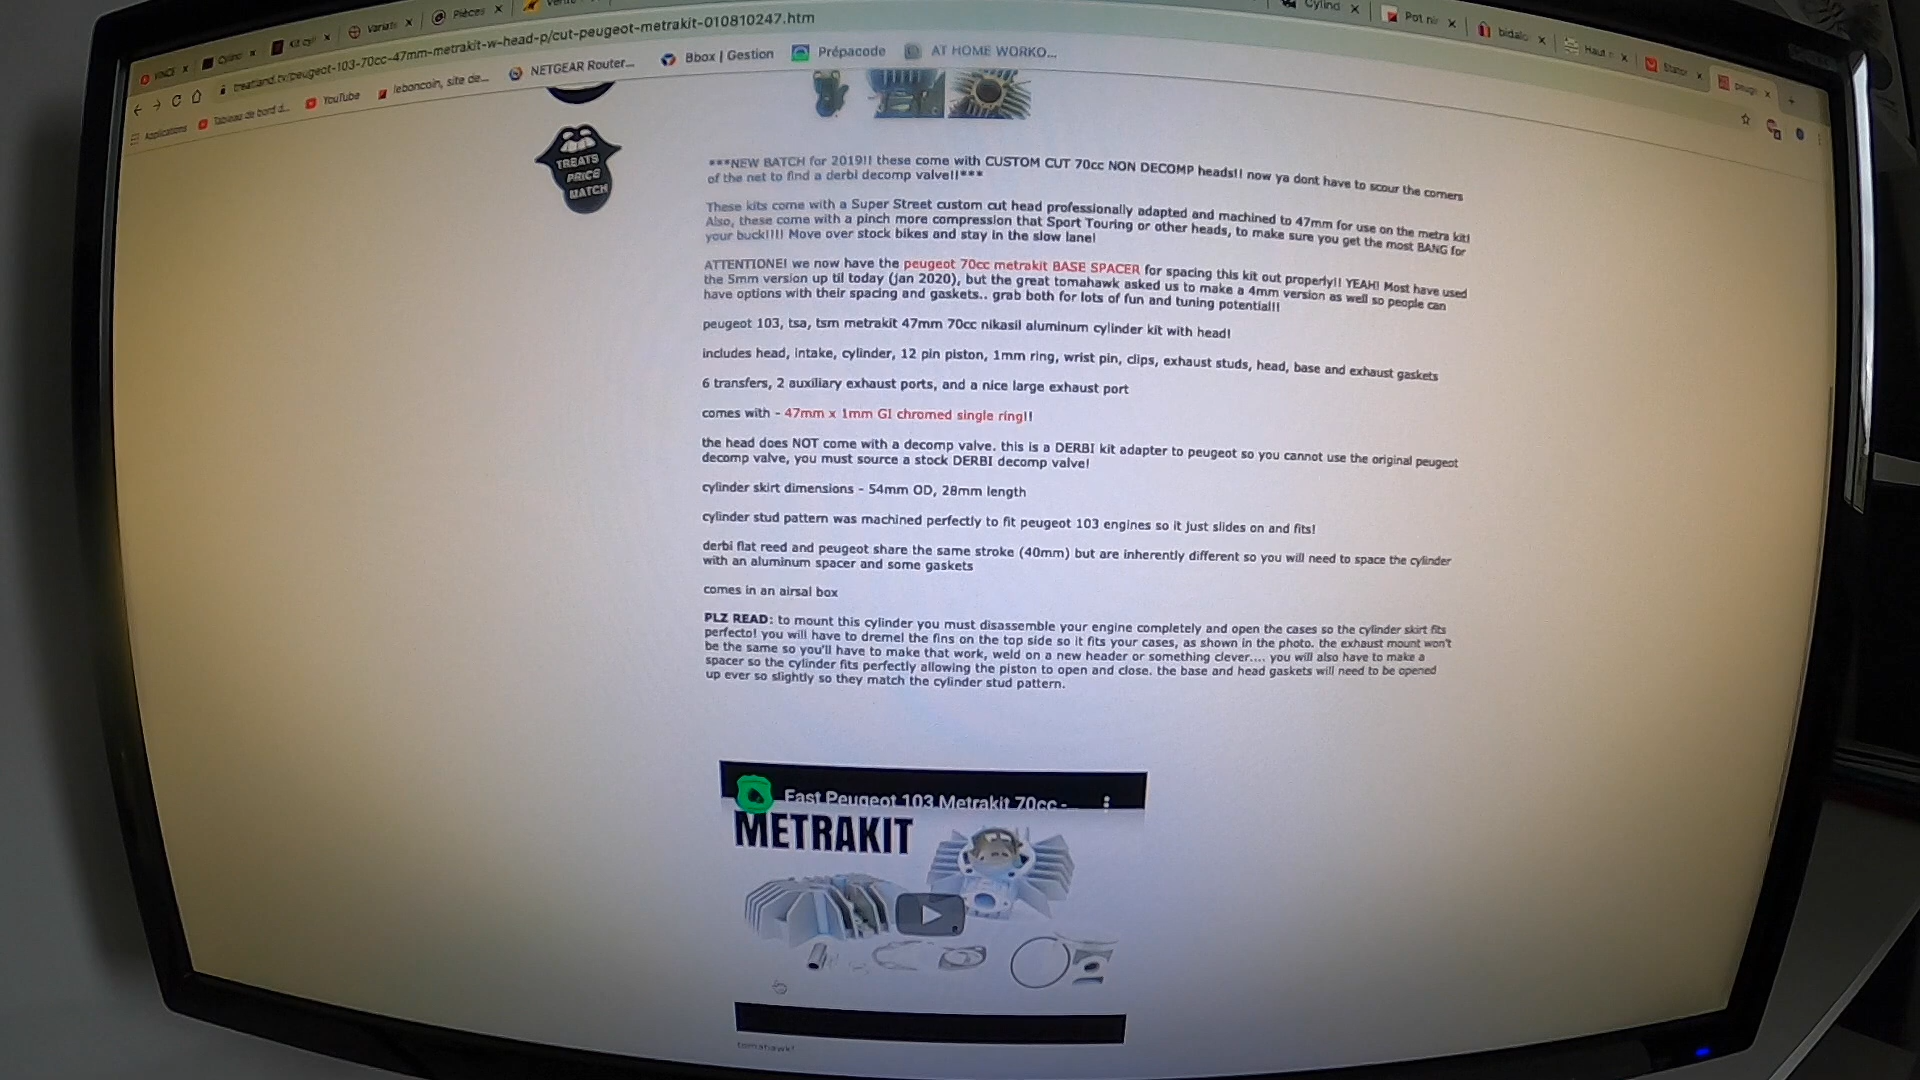 Pièces
Cylind
Pot ni
bidalo
Haut
Stator
treatland.tv/peugeot-103-70cc-47mm-metrakit-w-head-p/cut-peugeot-metrakit-010810247.htm
Applications
Tableau de bord d...
YouTube
leboncoin, site de...
NETGEAR Router...
Bbox | Gestion
Prépacode
AT HOME WORKO...
TREATS
PRICE
MATCH
***NEW BATCH for 2019!! these come with CUSTOM CUT 70cc NON DECOMP heads!! now ya dont have to scour the corners
of the net to find a derbi decomp valve!!***
These kits come with a Super Street custom cut head professionally adapted and machined to 47mm for use on the metra kit!
Also, these come with a pinch more compression that Sport Touring or other heads, to make sure you get the most BANG for
your buck!!!! Move over stock bikes and stay in the slow lane!
ATTENTIONE! we now have the peugeot 70cc metrakit BASE SPACER for spacing this kit out properly!! YEAH! Most have used
the 5mm version up til today (jan 2020), but the great tomahawk asked us to make a 4mm version as well so people can
have options with their spacing and gaskets.. grab both for lots of fun and tuning potential!!
peugeot 103, tsa, tsm metrakit 47mm 70cc nikasil aluminum cylinder kit with head!
includes head, intake, cylinder, 12 pin piston, 1mm ring, wrist pin, clips, exhaust studs, head, base and exhaust gaskets
6 transfers, 2 auxiliary exhaust ports, and a nice large exhaust port
comes with - 47mm x 1mm GI chromed single ring!!
the head does NOT come with a decomp valve. this is a DERBI kit adapter to peugeot so you cannot use the original peugeot
decomp valve, you must source a stock DERBI decomp valve!
cylinder skirt dimensions - 54mm OD, 28mm length
cylinder stud pattern was machined perfectly to fit peugeot 103 engines so it just slides on and fits!
derbi flat reed and peugeot share the same stroke (40mm) but are inherently different so you will need to space the cylinder
with an aluminum spacer and some gaskets
comes in an airsal box
PLZ READ: to mount this cylinder you must disassemble your engine completely and open the cases so the cylinder skirt fits
perfecto! you will have to dremel the fins on the top side so it fits your cases, as shown in the photo. the exhaust mount won't
be the same so you'll have to make that work, weld on a new header or something clever.... you will also have to make a
spacer so the cylinder fits perfectly allowing the piston to open and close. the base and head gaskets will need to be opened
up ever so slightly so they match the cylinder stud pattern.
Fast Peugeot 103 Metrakit 70cc -
METRAKIT
tomahawk!